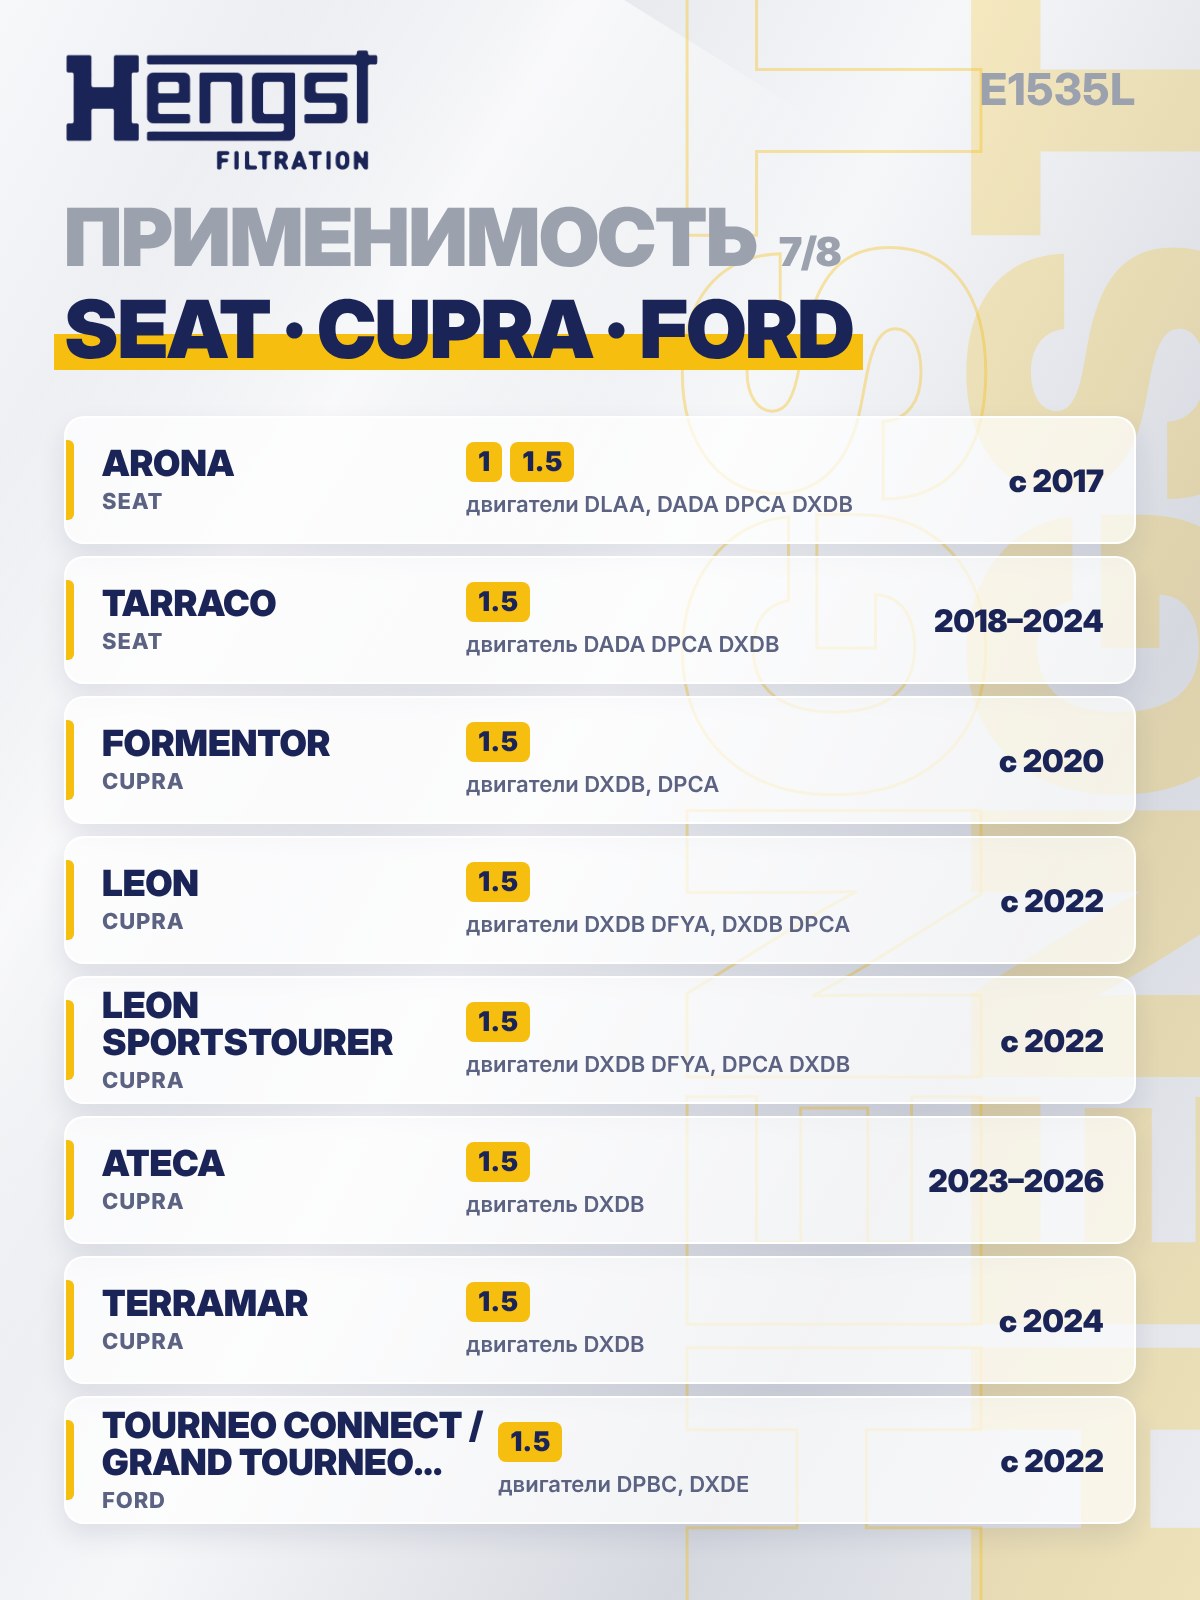 Hengst
FILTRATION
E1535L
ПРИМЕНИМОСТЬ 7/8
SEAT · CUPRA · FORD
ARONA
SEAT
1 1.5
двигатели DLAA, DADA DPCA DXDB
с 2017
TARRACO
SEAT
1.5
двигатель DADA DPCA DXDB
2018–2024
FORMENTOR
CUPRA
1.5
двигатели DXDB, DPCA
с 2020
LEON
CUPRA
1.5
двигатели DXDB DFYA, DXDB DPCA
с 2022
LEON
SPORTSTOURER
CUPRA
1.5
двигатели DXDB DFYA, DPCA DXDB
с 2022
ATECA
CUPRA
1.5
двигатель DXDB
2023–2026
TERRAMAR
CUPRA
1.5
двигатель DXDB
с 2024
TOURNEO CONNECT /
GRAND TOURNEO...
FORD
1.5
двигатели DPBC, DXDE
с 2022
HENGST
HENGST